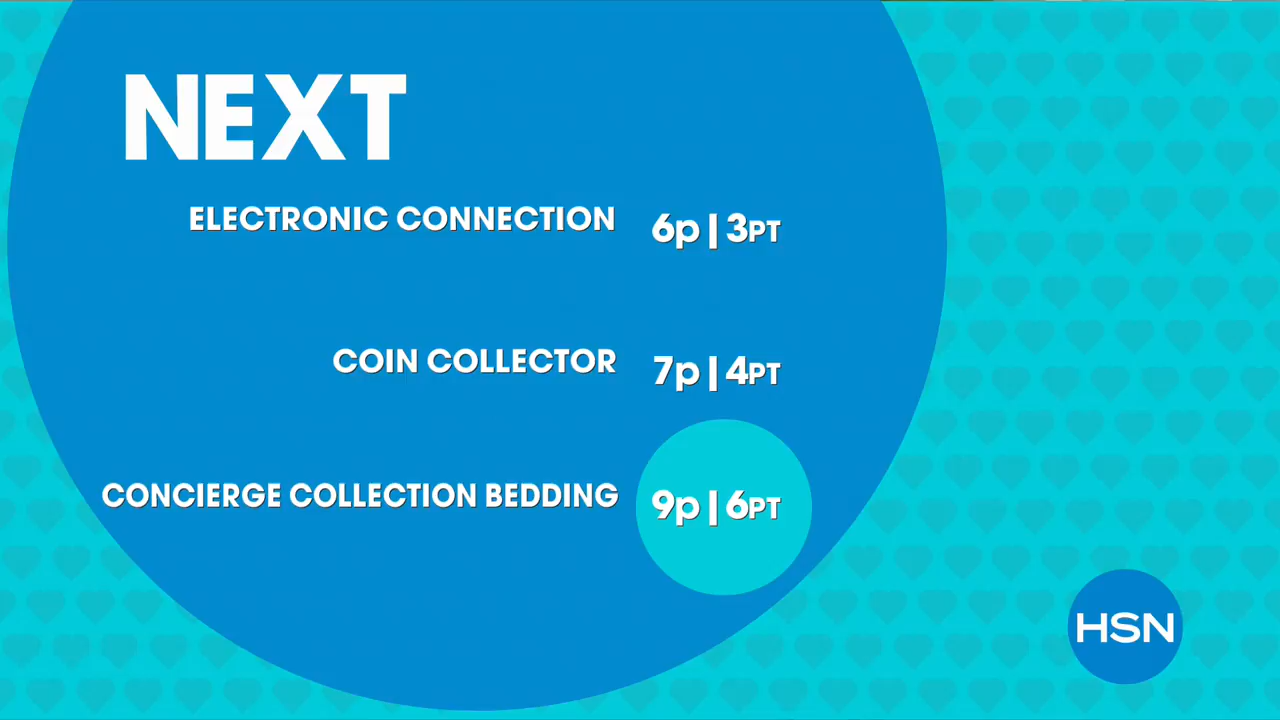 NEXT
ELECTRONIC CONNECTION 6p | 3PT
COIN COLLECTOR 7p | 4PT
CONCIERGE COLLECTION BEDDING 9p | 6PT
HSN